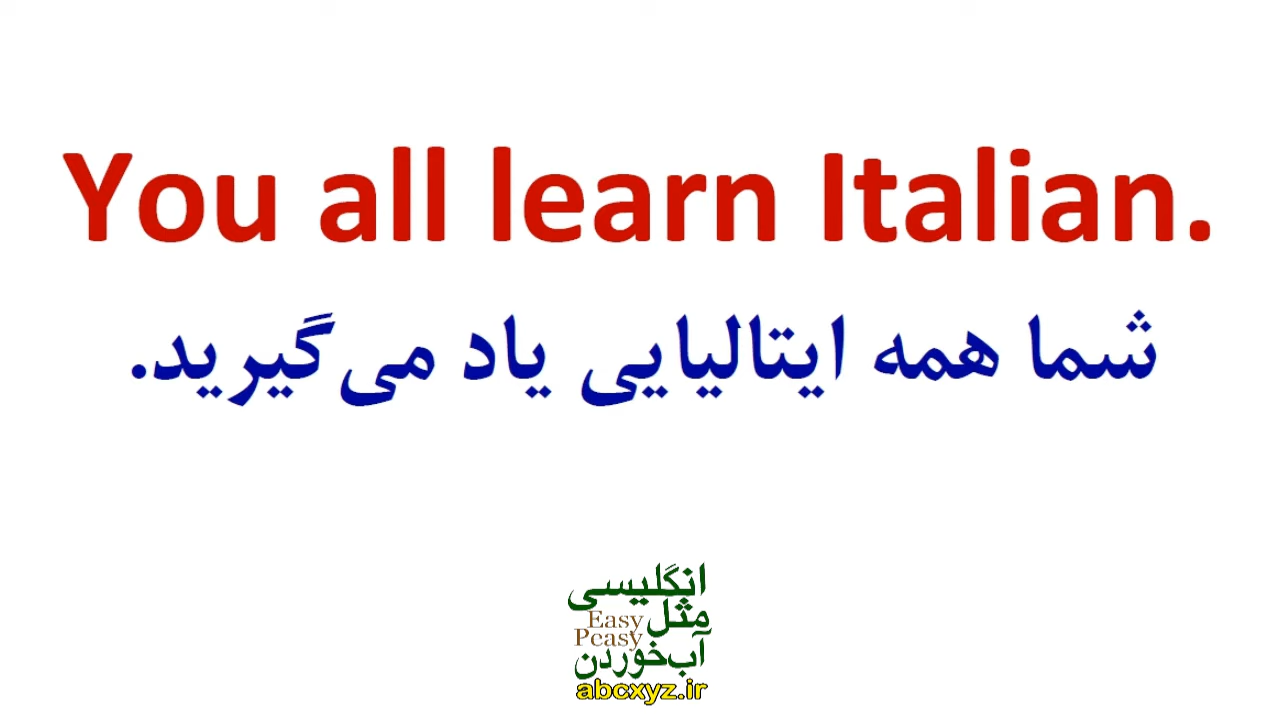 You all learn Italian.
شما همه ایتالیایی یاد می‌گیرید.
انگلیسی
مثل
Easy
Peasy
آب‌خوردن
abcxyz.ir